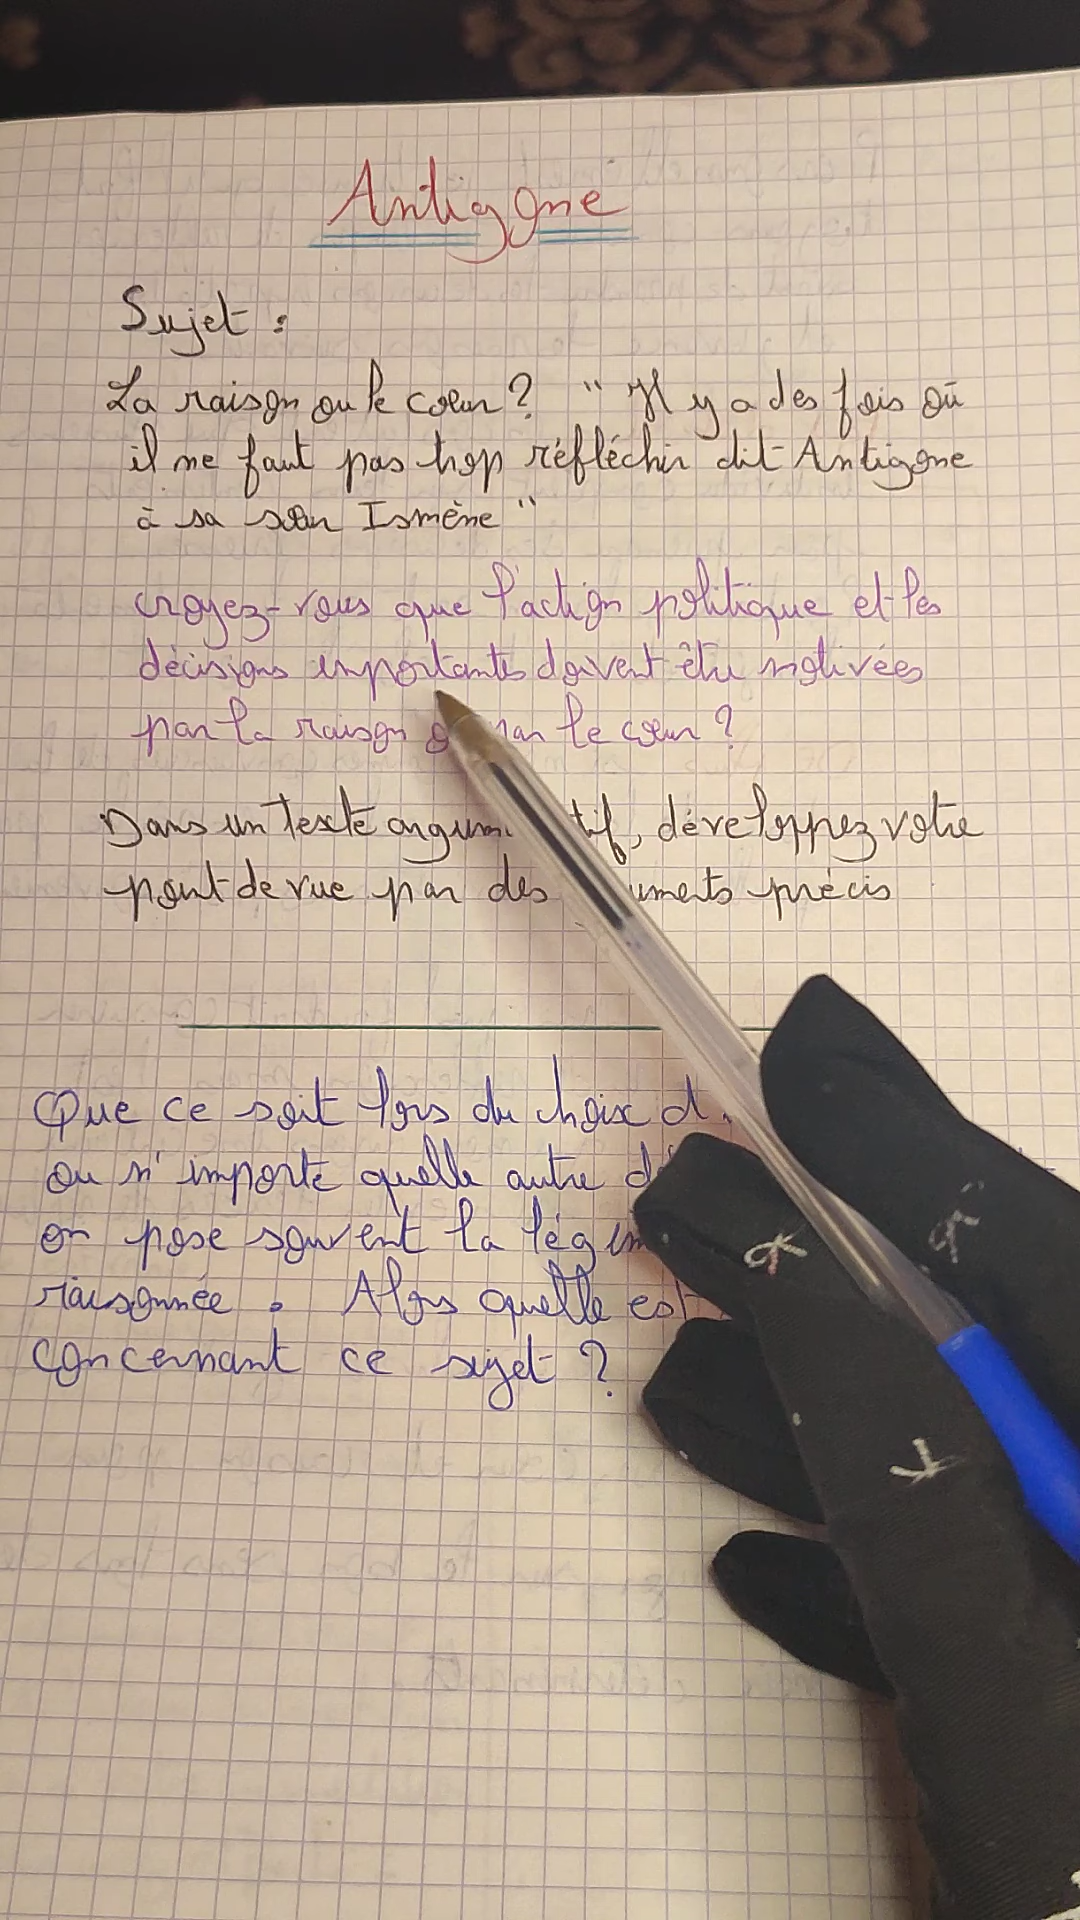 Antigone
Sujet :
La raison ou le cœur ? " Il y a des fois où
il ne faut pas trop réfléchir dit Antigone
à sa sœur Ismène "
croyez-vous que l'action politique et les
décisions importantes doivent être motivées
par la raison par le cœur ?
Dans un texte développez votre
point de vue par des précis
Que ce soit lors du choix
ou n'importe quelle autre
on pose souvent la
raisonnée . Alors quelle est
concernant ce sujet ?